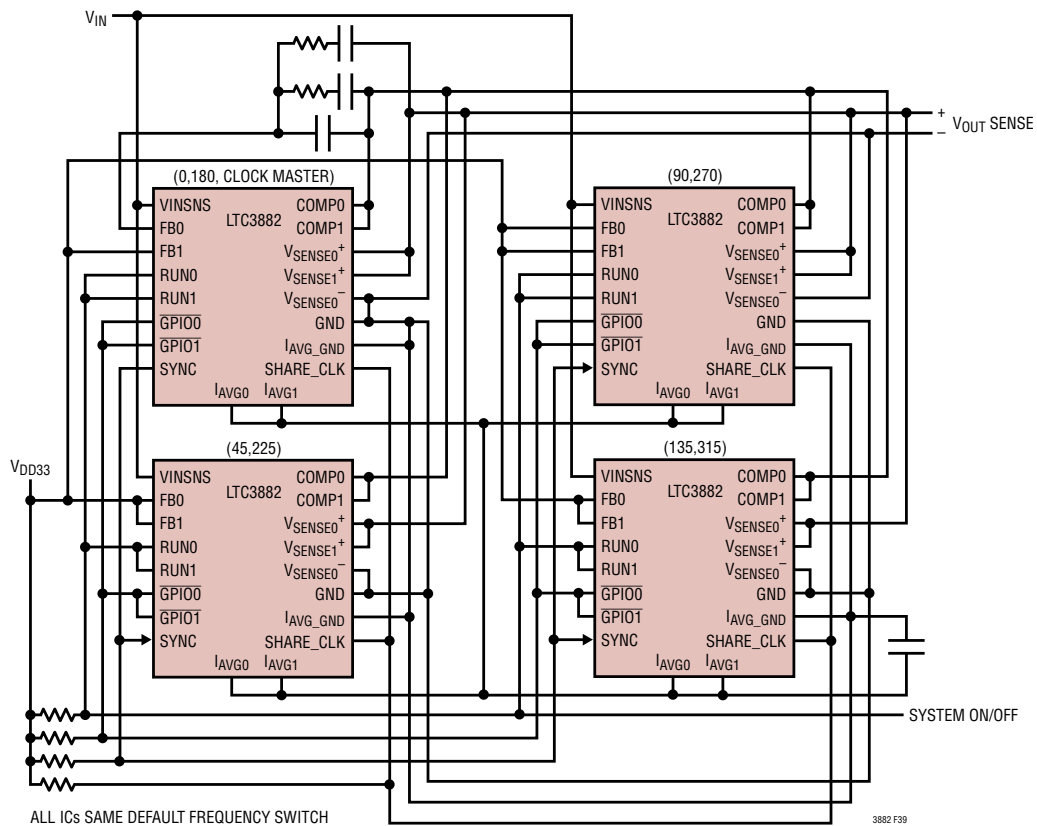 VIN
+
VOUT SENSE
–
(0,180, CLOCK MASTER)
VINSNS
FB0
FB1
RUN0
RUN1
GPIO0
GPIO1
SYNC
LTC3882
COMP0
COMP1
VSENSE0+
VSENSE1+
VSENSE0–
GND
IAVG_GND
SHARE_CLK
IAVG0 IAVG1
(90,270)
VINSNS
FB0
FB1
RUN0
RUN1
GPIO0
GPIO1
SYNC
LTC3882
COMP0
COMP1
VSENSE0+
VSENSE1+
VSENSE0–
GND
IAVG_GND
SHARE_CLK
IAVG0 IAVG1
VDD33
(45,225)
VINSNS
FB0
FB1
RUN0
RUN1
GPIO0
GPIO1
SYNC
LTC3882
COMP0
COMP1
VSENSE0+
VSENSE1+
VSENSE0–
GND
IAVG_GND
SHARE_CLK
IAVG0 IAVG1
(135,315)
VINSNS
FB0
FB1
RUN0
RUN1
GPIO0
GPIO1
SYNC
LTC3882
COMP0
COMP1
VSENSE0+
VSENSE1+
VSENSE0–
GND
IAVG_GND
SHARE_CLK
IAVG0 IAVG1
SYSTEM ON/OFF
ALL ICs SAME DEFAULT FREQUENCY SWITCH
3882 F39